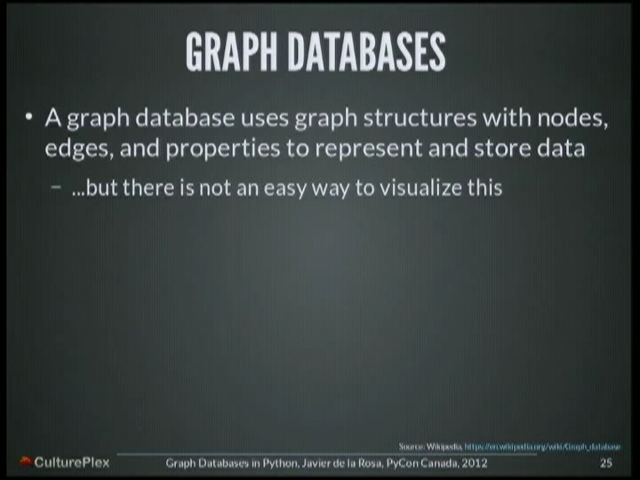 GRAPH DATABASES
• A graph database uses graph structures with nodes,
edges, and properties to represent and store data
– ...but there is not an easy way to visualize this
Source: Wikipedia, https://en.wikipedia.org/wiki/Graph_database
CulturePlex
Graph Databases in Python, Javier de la Rosa, PyCon Canada, 2012
25